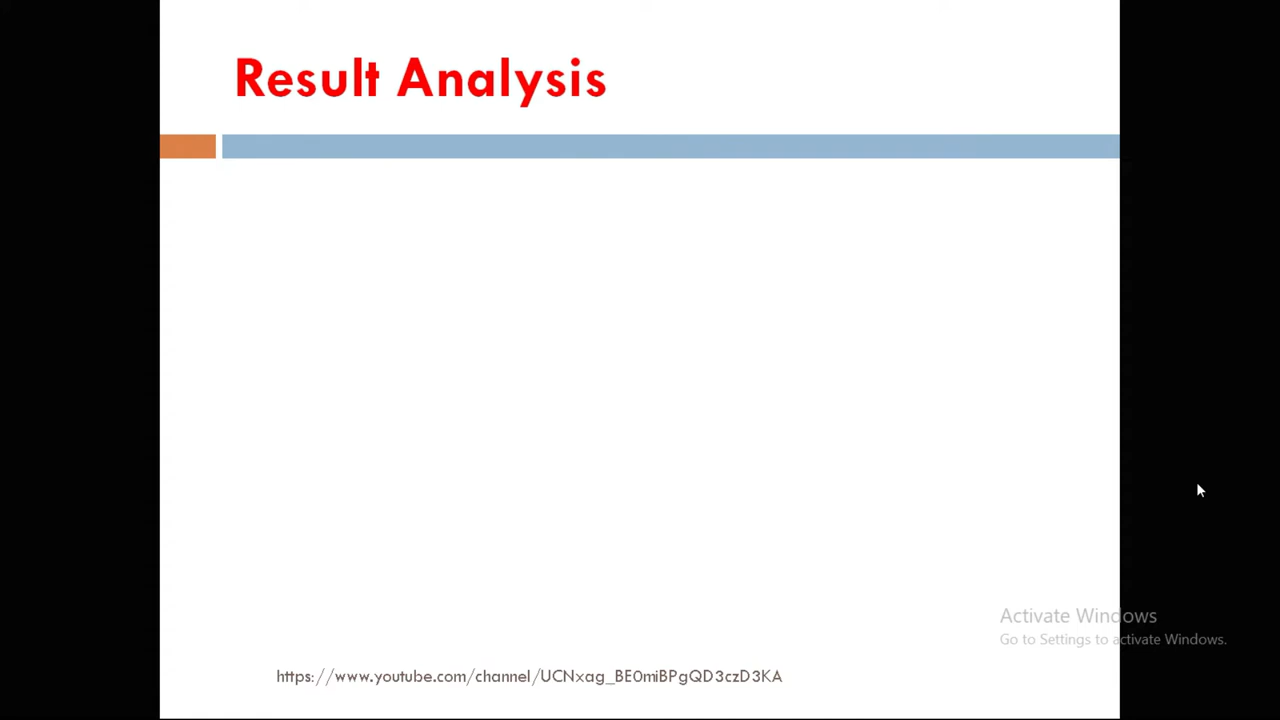 Result Analysis
Activate Windows
Go to Settings to activate Windows.
https://www.youtube.com/channel/UCNxag_BE0miBPgQD3czD3KA